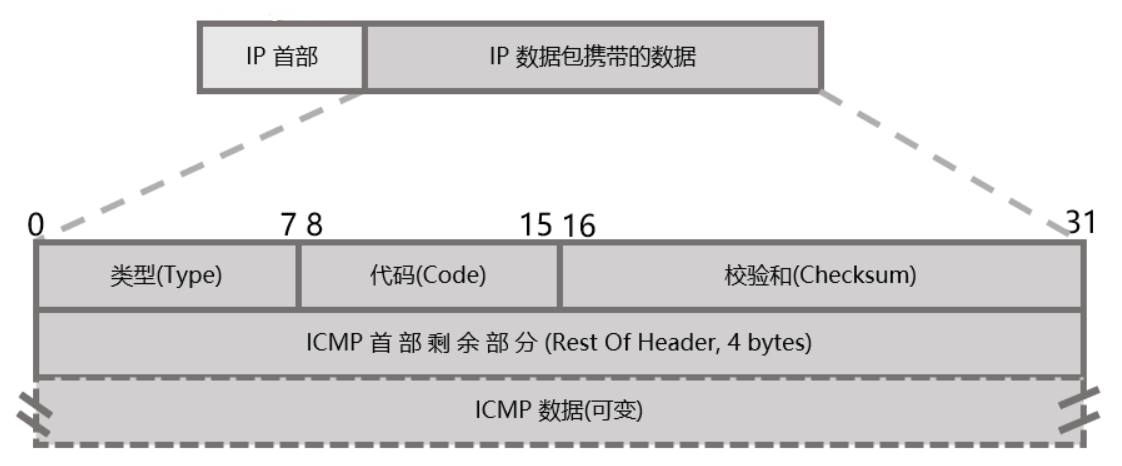 IP 首部 IP 数据包携带的数据
0 7 8 15 16 31
类型(Type) 代码(Code) 校验和(Checksum)
ICMP 首 部 剩 余 部 分 (Rest Of Header, 4 bytes)
ICMP 数据(可变)